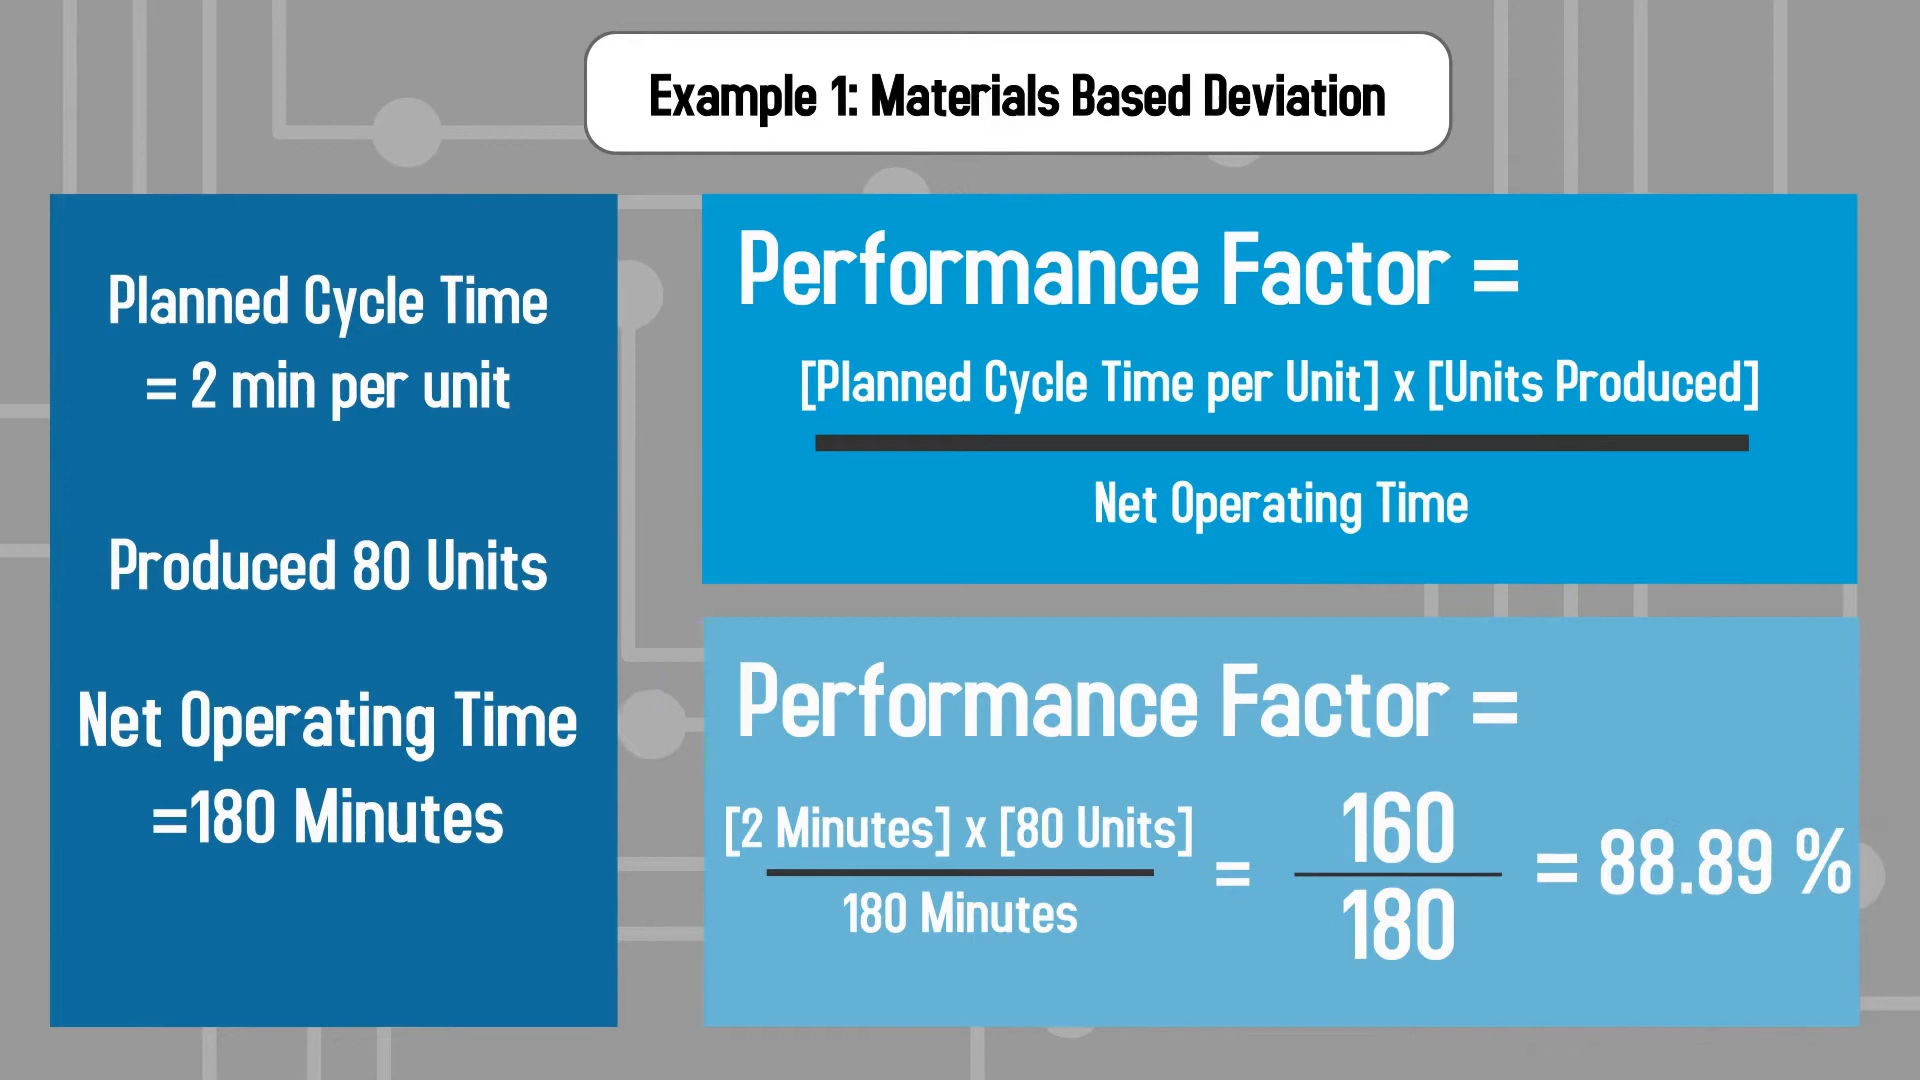 Example 1: Materials Based Deviation
Planned Cycle Time
= 2 min per unit
Produced 80 Units
Net Operating Time
=180 Minutes
Performance Factor =
[Planned Cycle Time per Unit] x [Units Produced]
Net Operating Time
Performance Factor =
[2 Minutes] x [80 Units]
180 Minutes
=
160
180
= 88.89 %